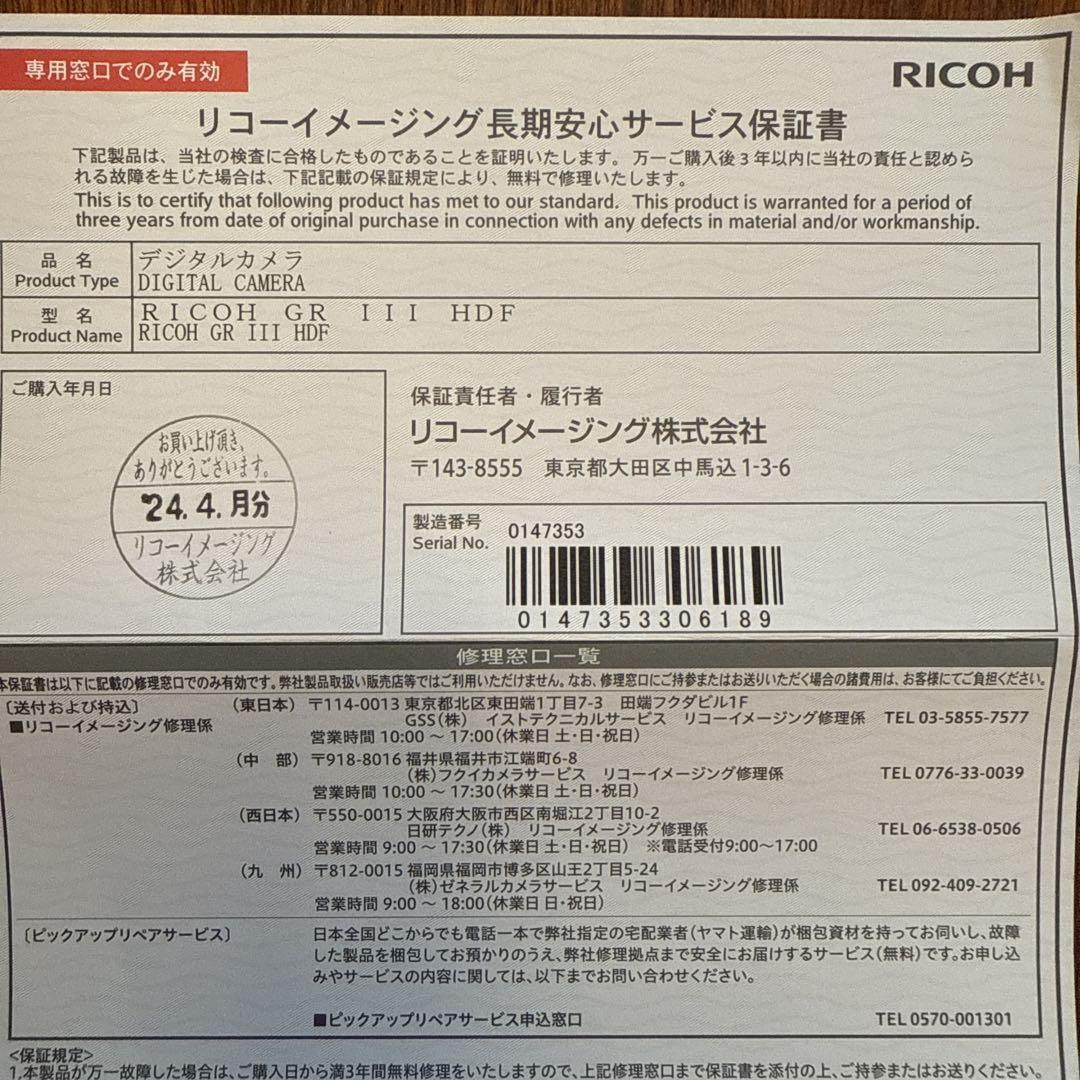 専用窓口でのみ有効
RICOH
リコーイメージング長期安心サービス保証書
下記製品は、当社の検査に合格したものであることを証明いたします。万一ご購入後3年以内に当社の責任と認めら
れる故障を生じた場合は、下記記載の保証規定により、無料で修理いたします。
This is to certify that following product has met to our standard. This product is warranted for a period of
three years from date of original purchase in connection with any defects in material and/or workmanship.
品 名 デジタルカメラ
Product Type DIGITAL CAMERA
型 名 ＲＩＣＯＨ ＧＲ ＩＩＩ ＨＤＦ
Product Name RICOH GR III HDF
ご購入年月日
お買い上げ頂き、
ありがとうございます。
'24.4.月分
リコーイメージング
株式会社
保証責任者・履行者
リコーイメージング株式会社
〒143-8555 東京都大田区中馬込1-3-6
製造番号 0147353
Serial No.
0147353306189
修理窓口一覧
本保証書は以下に記載の修理窓口でのみ有効です。弊社製品取扱い販売店等ではご利用いただけません。なお、修理窓口にご持参またはお送りいただく場合の諸費用は、お客様にてご負担ください。
〔送付および持込〕 （東日本） 〒114-0013 東京都北区東田端1丁目7-3 田端フクダビル1F
■リコーイメージング修理係 GSS（株） イストテクニカルサービス リコーイメージング修理係 TEL 03-5855-7577
営業時間 10:00 ～ 17:00（休業日 土・日・祝日）
（中 部） 〒918-8016 福井県福井市江端町6-8
（株）フクイカメラサービス リコーイメージング修理係 TEL 0776-33-0039
営業時間 10:00 ～ 17:30（休業日 土・日・祝日）
（西日本） 〒550-0015 大阪府大阪市西区南堀江2丁目10-2
日研テクノ（株） リコーイメージング修理係 TEL 06-6538-0506
営業時間 9:00 ～ 17:30（休業日 土・日・祝日） ※電話受付9:00～17:00
（九 州） 〒812-0015 福岡県福岡市博多区山王2丁目5-24
（株）ゼネラルカメラサービス リコーイメージング修理係 TEL 092-409-2721
営業時間 9:00 ～ 18:00（休業日 日・祝日）
〔ピックアップリペアサービス〕 日本全国どこからでも電話一本で弊社指定の宅配業者（ヤマト運輸）が梱包資材を持ってお伺いし、故障
した製品を梱包してお預かりのうえ、弊社修理拠点まで安全にお届けするサービス（無料）です。お申し込
みやサービスの内容に関しては、以下までお問い合わせください。
■ピックアップリペアサービス申込窓口 TEL 0570-001301
<保証規定>
1.本製品が万一故障した場合は、ご購入日から満3年間無料修理をいたしますので、上記修理窓口まで保証書を添付の上、ご持参またはお送りください。